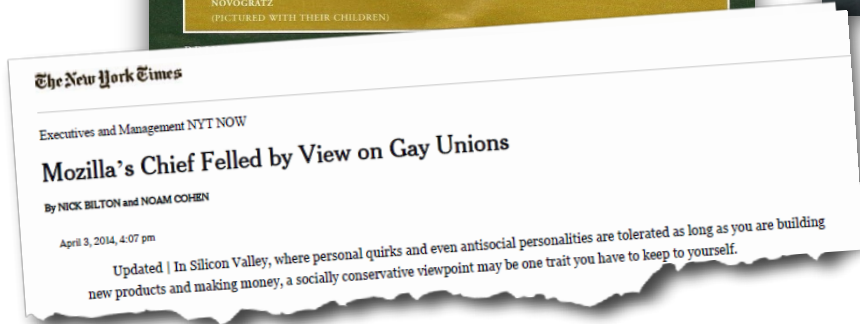 NOVOGRATZ
(PICTURED WITH THEIR CHILDREN)
The New York Times
Executives and Management NYT NOW
Mozilla's Chief Felled by View on Gay Unions
By NICK BILTON and NOAM COHEN
April 3, 2014, 4:07 pm
Updated | In Silicon Valley, where personal quirks and even antisocial personalities are tolerated as long as you are building
new products and making money, a socially conservative viewpoint may be one trait you have to keep to yourself.